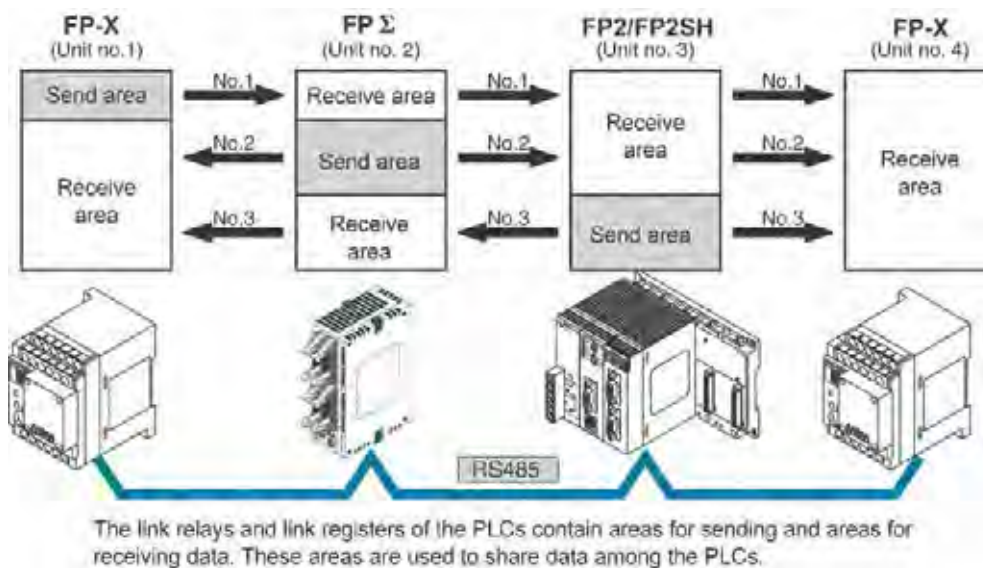 FP-X FP Σ FP2/FP2SH FP-X
(Unit no.1) (Unit no. 2) (Unit no. 3) (Unit no. 4)
Send area No.1 Receive area No.1 Receive area No.1 Receive area
No.2 Send area No.2 No.2
Receive area No.3 Receive area No.3 Send area No.3
RS485
The link relays and link registers of the PLCs contain areas for sending and areas for
receiving data. These areas are used to share data among the PLCs.